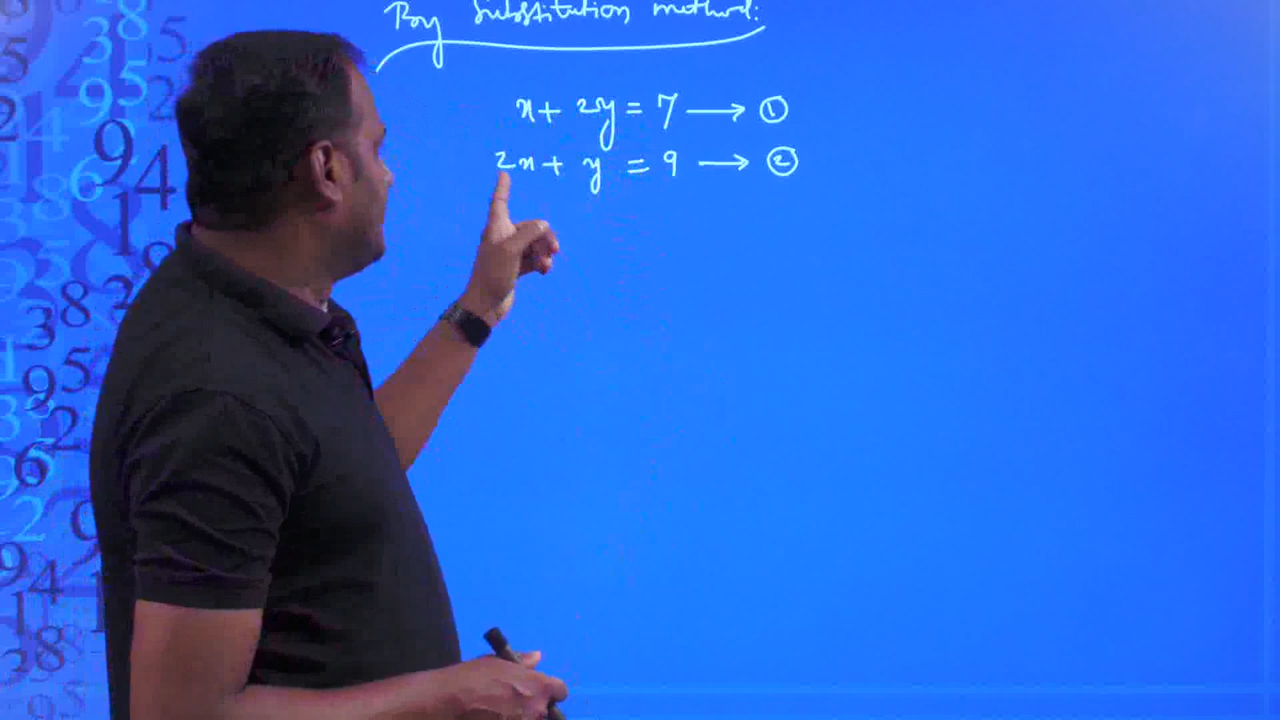 By Substitution method:
x + 2y = 7 → ①
2x + y = 9 → ②